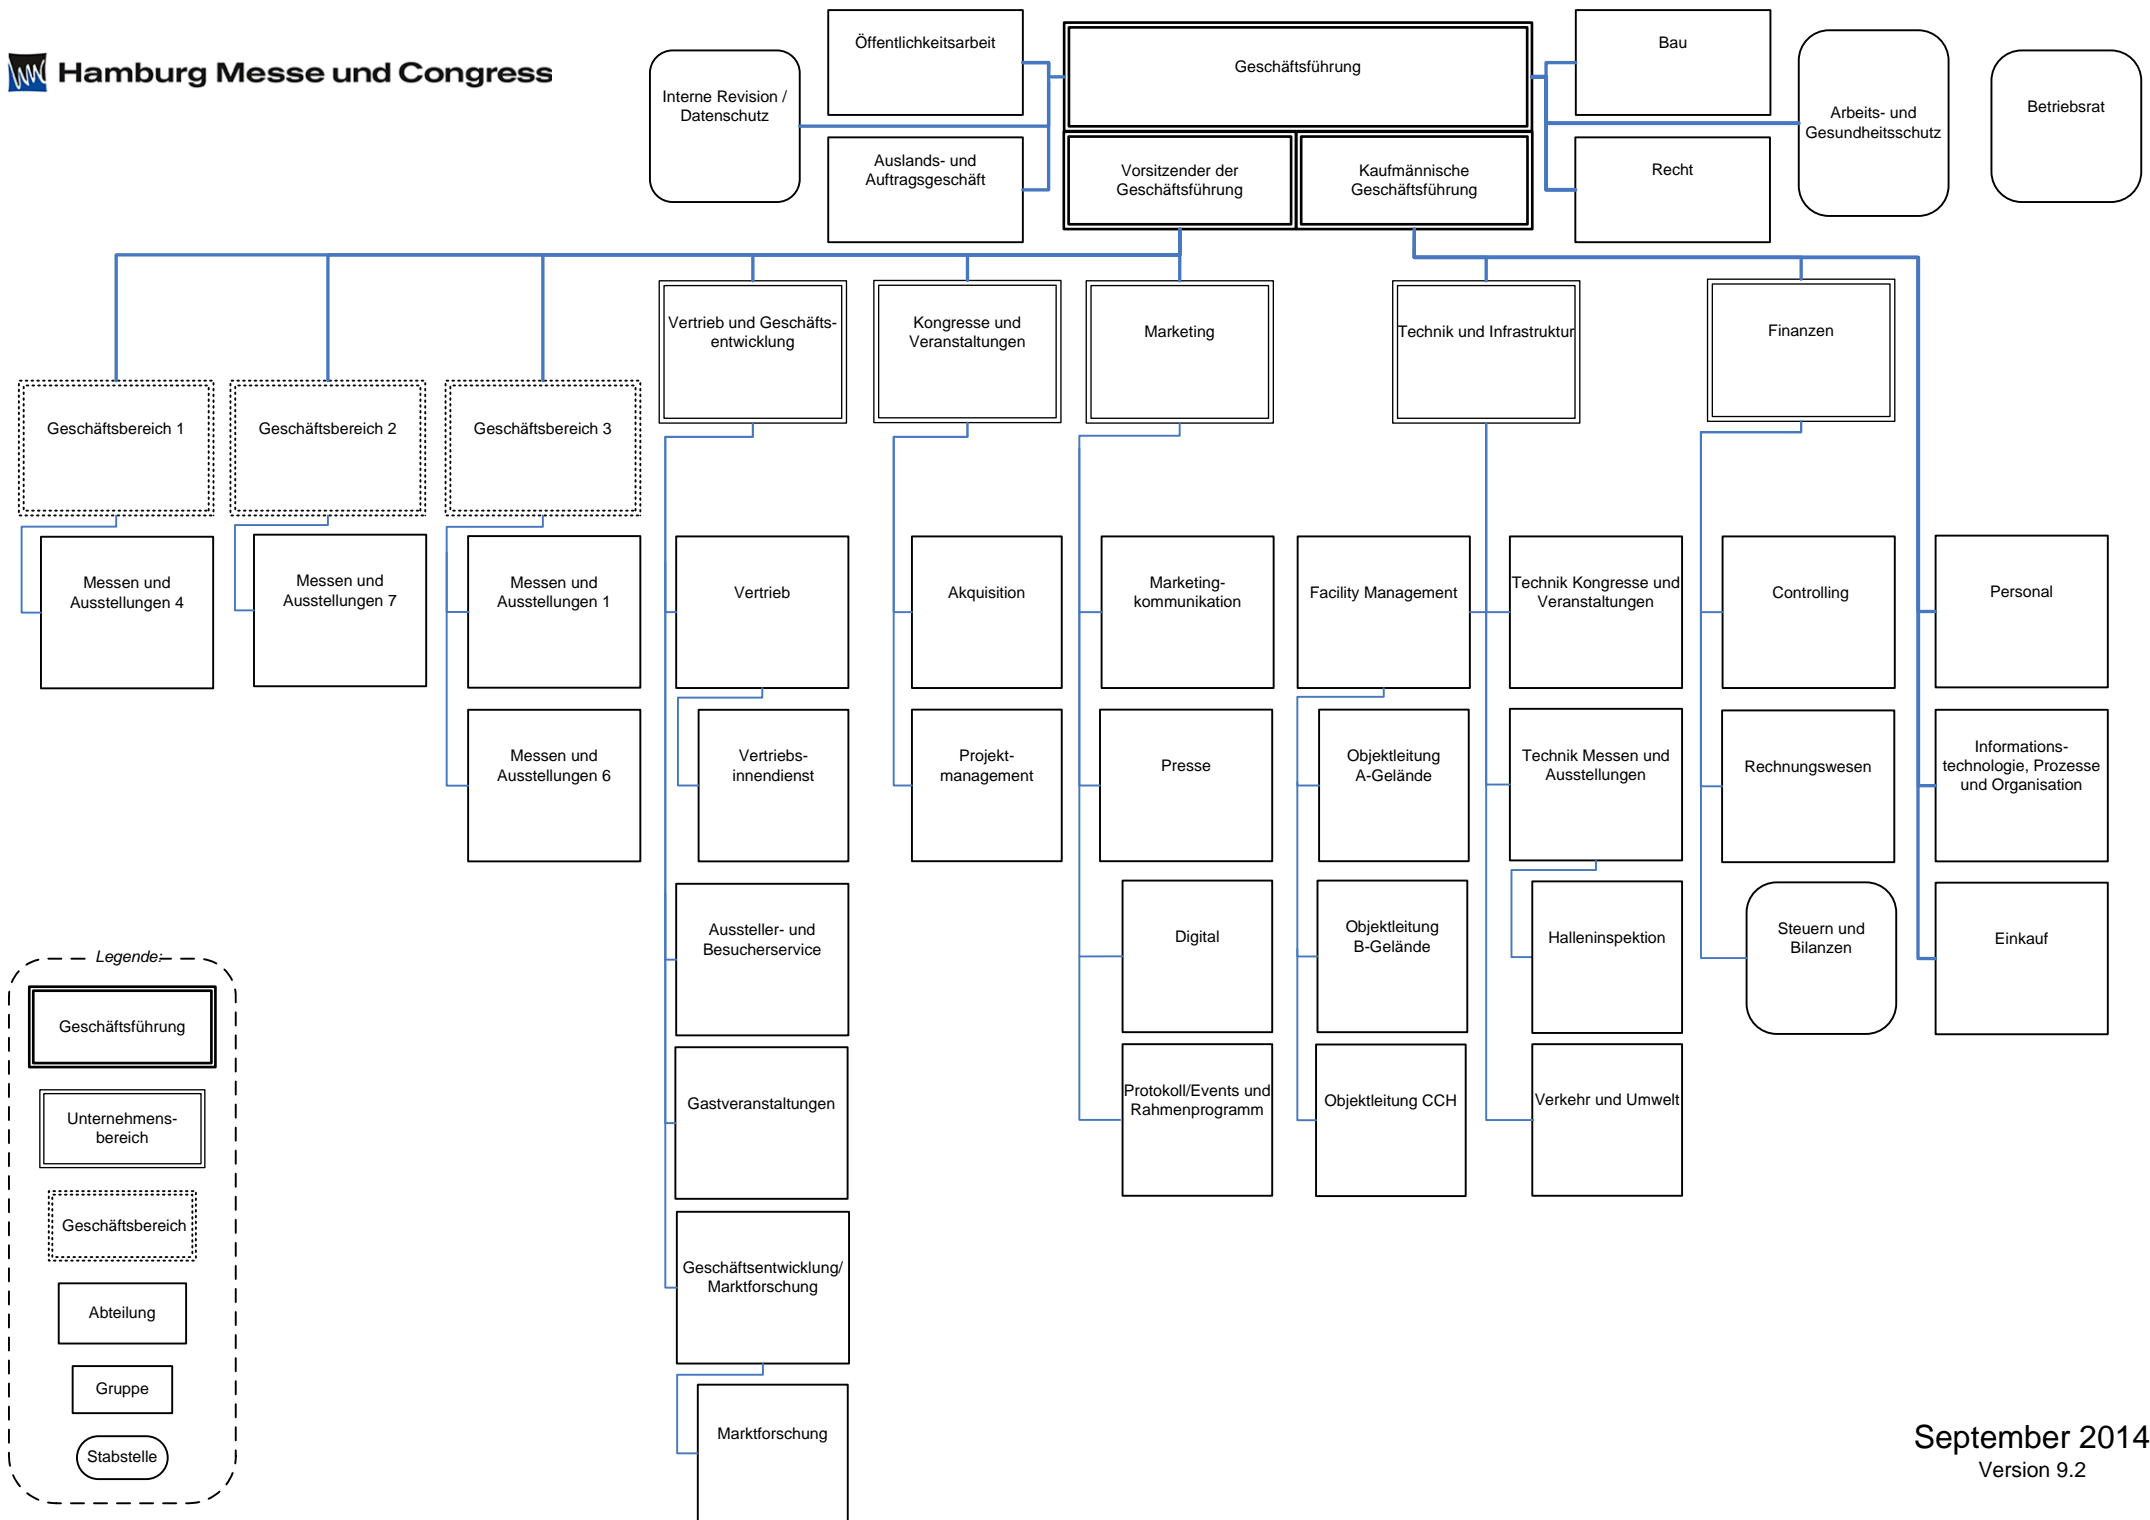 Hamburg Messe und Congress
Interne Revision /
Datenschutz
Öffentlichkeitsarbeit
Auslands- und
Auftragsgeschäft
Geschäftsführung
Vorsitzender der
Geschäftsführung
Kaufmännische
Geschäftsführung
Bau
Recht
Arbeits- und
Gesundheitsschutz
Betriebsrat
Vertrieb und Geschäfts-
entwicklung
Kongresse und
Veranstaltungen
Marketing
Technik und Infrastruktur
Finanzen
Geschäftsbereich 1
Geschäftsbereich 2
Geschäftsbereich 3
Messen und
Ausstellungen 4
Messen und
Ausstellungen 7
Messen und
Ausstellungen 1
Vertrieb
Akquisition
Marketing-
kommunikation
Facility Management
Technik Kongresse und
Veranstaltungen
Controlling
Personal
Messen und
Ausstellungen 6
Vertriebs-
innendienst
Projekt-
management
Presse
Objektleitung
A-Gelände
Technik Messen und
Ausstellungen
Rechnungswesen
Informations-
technologie, Prozesse
und Organisation
Aussteller- und
Besucherservice
Digital
Objektleitung
B-Gelände
Halleninspektion
Steuern und
Bilanzen
Einkauf
Gastveranstaltungen
Protokoll/Events und
Rahmenprogramm
Objektleitung CCH
Verkehr und Umwelt
Geschäftsentwicklung/
Marktforschung
Marktforschung
Legende:
Geschäftsführung
Unternehmens-
bereich
Geschäftsbereich
Abteilung
Gruppe
Stabstelle
September 2014
Version 9.2